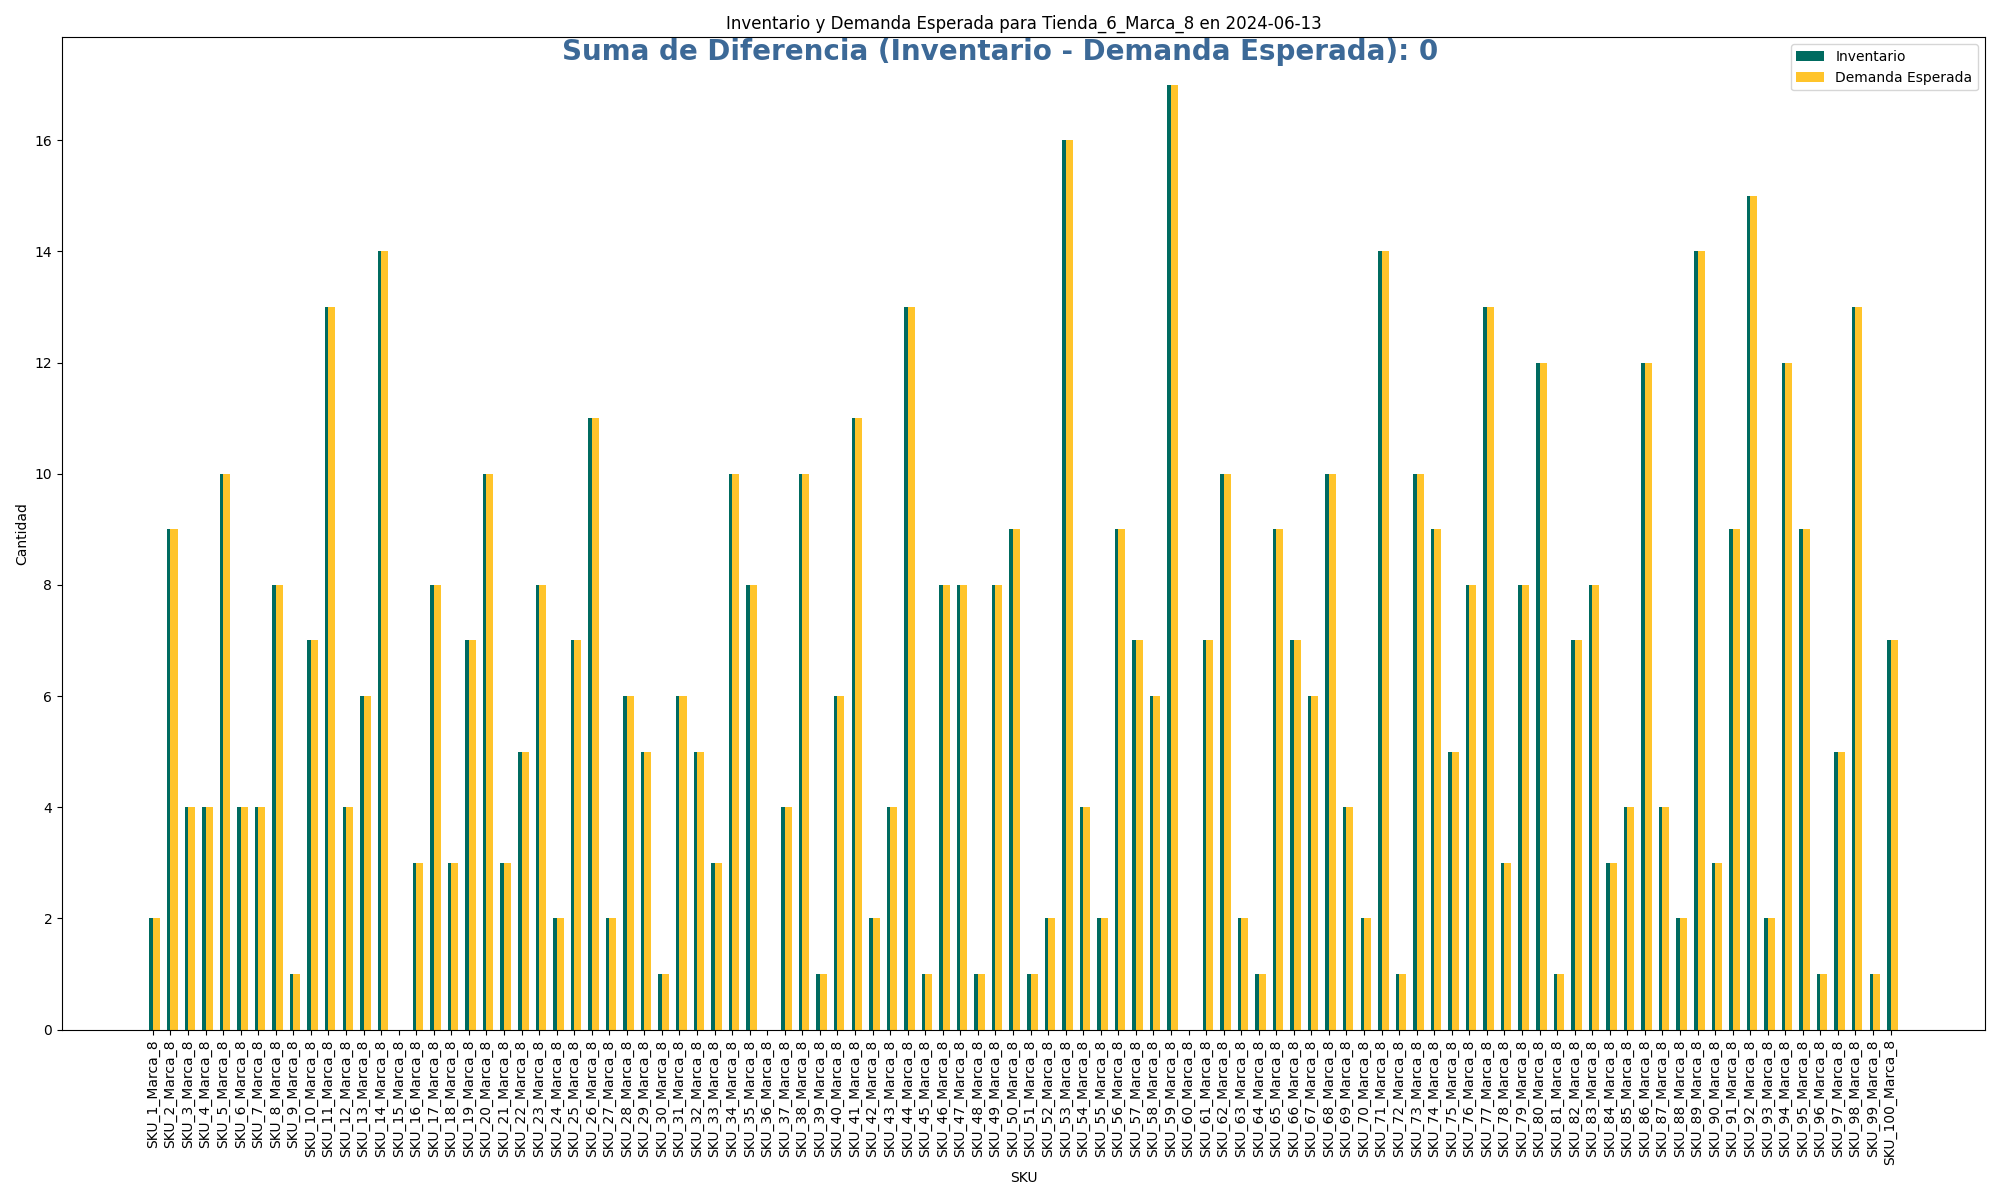 Inventario y Demanda Esperada para Tienda_6_Marca_8 en 2024-06-13
Suma de Diferencia (Inventario - Demanda Esperada): 0
Inventario
Demanda Esperada
Cantidad
16
14
12
10
8
6
4
2
0
SKU_1_Marca_8
SKU_2_Marca_8
SKU_3_Marca_8
SKU_4_Marca_8
SKU_5_Marca_8
SKU_6_Marca_8
SKU_7_Marca_8
SKU_8_Marca_8
SKU_9_Marca_8
SKU_10_Marca_8
SKU_11_Marca_8
SKU_12_Marca_8
SKU_13_Marca_8
SKU_14_Marca_8
SKU_15_Marca_8
SKU_16_Marca_8
SKU_17_Marca_8
SKU_18_Marca_8
SKU_19_Marca_8
SKU_20_Marca_8
SKU_21_Marca_8
SKU_22_Marca_8
SKU_23_Marca_8
SKU_24_Marca_8
SKU_25_Marca_8
SKU_26_Marca_8
SKU_27_Marca_8
SKU_28_Marca_8
SKU_29_Marca_8
SKU_30_Marca_8
SKU_31_Marca_8
SKU_32_Marca_8
SKU_33_Marca_8
SKU_34_Marca_8
SKU_35_Marca_8
SKU_36_Marca_8
SKU_37_Marca_8
SKU_38_Marca_8
SKU_39_Marca_8
SKU_40_Marca_8
SKU_41_Marca_8
SKU_42_Marca_8
SKU_43_Marca_8
SKU_44_Marca_8
SKU_45_Marca_8
SKU_46_Marca_8
SKU_47_Marca_8
SKU_48_Marca_8
SKU_49_Marca_8
SKU_50_Marca_8
SKU_51_Marca_8
SKU_52_Marca_8
SKU_53_Marca_8
SKU_54_Marca_8
SKU_55_Marca_8
SKU_56_Marca_8
SKU_57_Marca_8
SKU_58_Marca_8
SKU_59_Marca_8
SKU_60_Marca_8
SKU_61_Marca_8
SKU_62_Marca_8
SKU_63_Marca_8
SKU_64_Marca_8
SKU_65_Marca_8
SKU_66_Marca_8
SKU_67_Marca_8
SKU_68_Marca_8
SKU_69_Marca_8
SKU_70_Marca_8
SKU_71_Marca_8
SKU_72_Marca_8
SKU_73_Marca_8
SKU_74_Marca_8
SKU_75_Marca_8
SKU_76_Marca_8
SKU_77_Marca_8
SKU_78_Marca_8
SKU_79_Marca_8
SKU_80_Marca_8
SKU_81_Marca_8
SKU_82_Marca_8
SKU_83_Marca_8
SKU_84_Marca_8
SKU_85_Marca_8
SKU_86_Marca_8
SKU_87_Marca_8
SKU_88_Marca_8
SKU_89_Marca_8
SKU_90_Marca_8
SKU_91_Marca_8
SKU_92_Marca_8
SKU_93_Marca_8
SKU_94_Marca_8
SKU_95_Marca_8
SKU_96_Marca_8
SKU_97_Marca_8
SKU_98_Marca_8
SKU_99_Marca_8
SKU_100_Marca_8
SKU